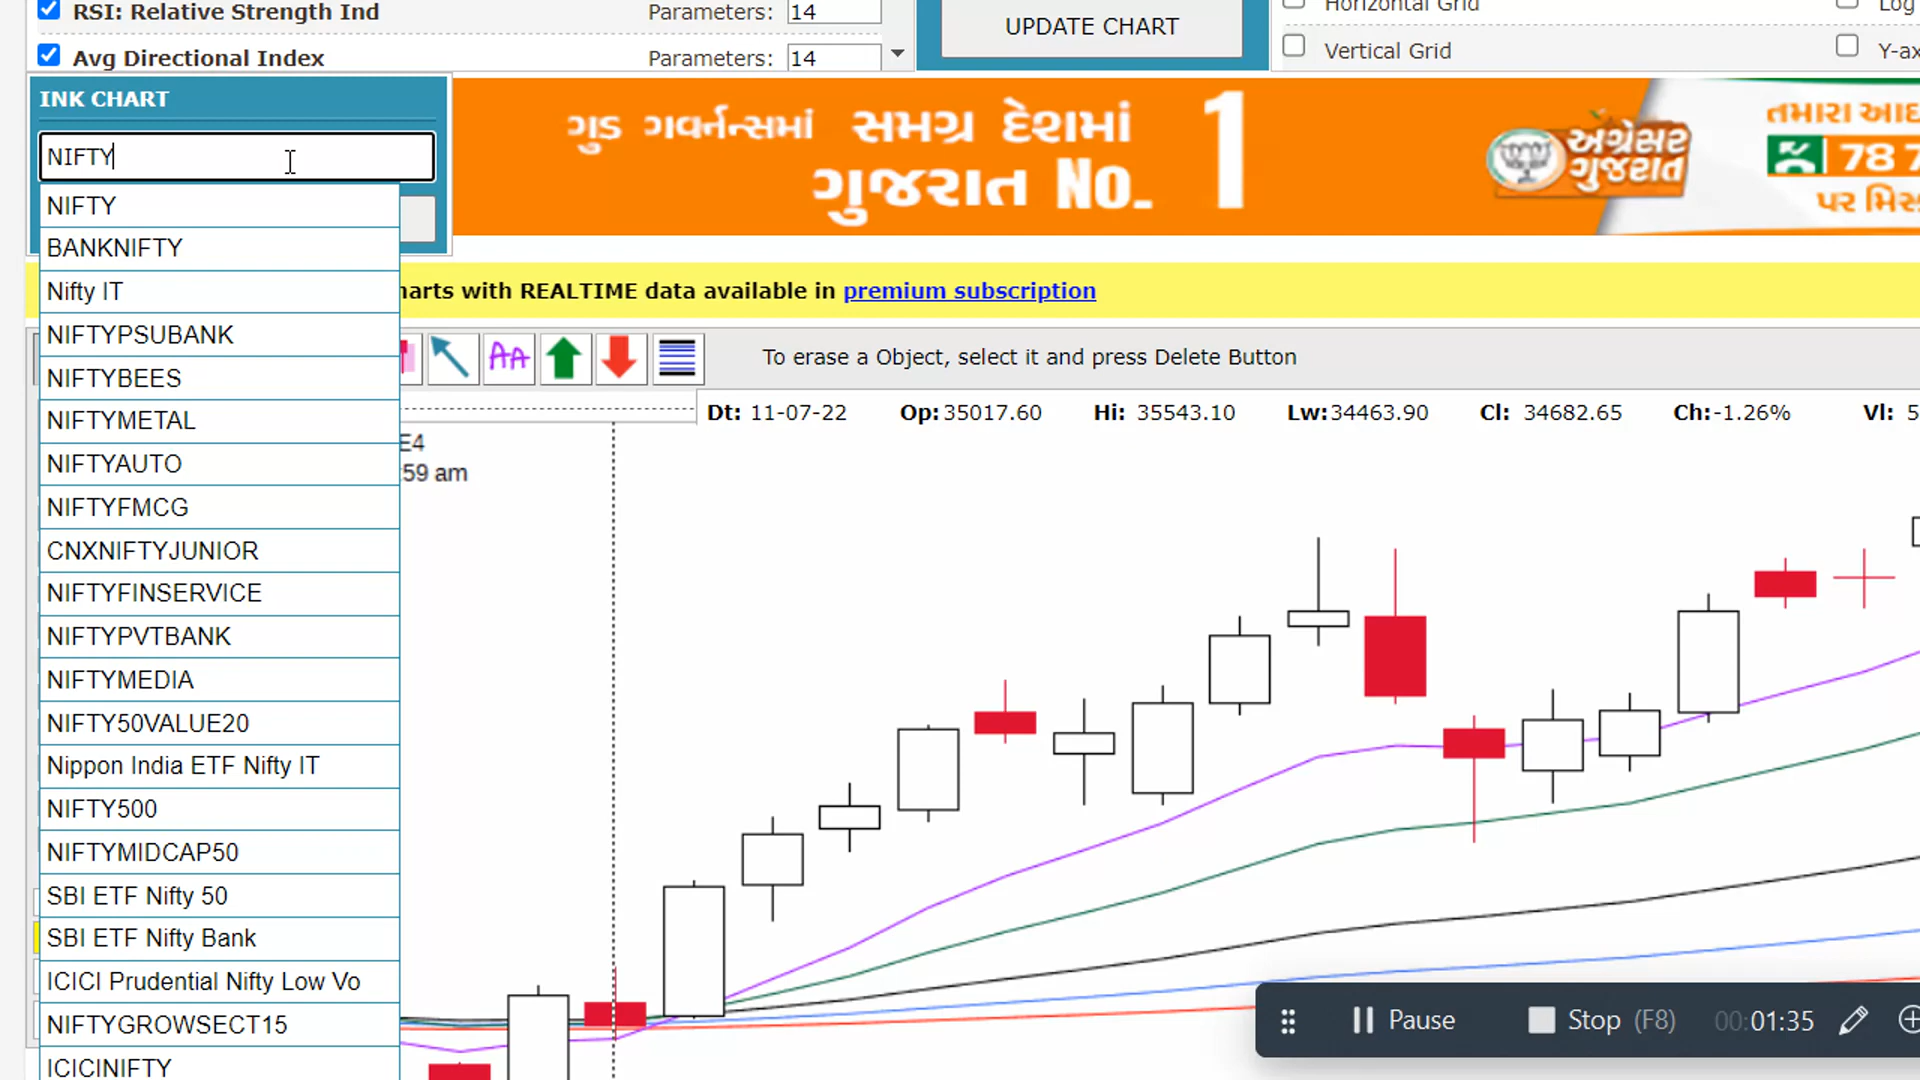 RSI: Relative Strength Ind Parameters: 14
Avg Directional Index Parameters: 14
UPDATE CHART
Horizontal Grid Log
Vertical Grid Y-ax
INK CHART
NIFTY
NIFTY
BANKNIFTY
Nifty IT
NIFTYPSUBANK
NIFTYBEES
NIFTYMETAL
NIFTYAUTO
NIFTYFMCG
CNXNIFTYJUNIOR
NIFTYFINSERVICE
NIFTYPVTBANK
NIFTYMEDIA
NIFTY50VALUE20
Nippon India ETF Nifty IT
NIFTY500
NIFTYMIDCAP50
SBI ETF Nifty 50
SBI ETF Nifty Bank
ICICI Prudential Nifty Low Vo
NIFTYGROWSECT15
ICICINIFTY
ગુડ ગવર્નન્સમાં સમગ્ર દેશમાં
ગુજરાત No. 1
અગ્રેસર
ગુજરાત
તમારા આદ
78 7
પર મિસ
harts with REALTIME data available in premium subscription
AA
To erase a Object, select it and press Delete Button
Dt: 11-07-22 Op:35017.60 Hi: 35543.10 Lw:34463.90 Cl: 34682.65 Ch:-1.26% Vl: 5
E4
:59 am
Pause Stop (F8) 00:01:35